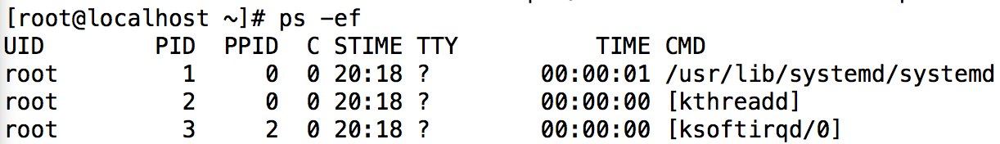 [root@localhost ~]# ps -ef
UID        PID  PPID  C STIME TTY          TIME CMD
root         1     0  0 20:18 ?        00:00:01 /usr/lib/systemd/systemd
root         2     0  0 20:18 ?        00:00:00 [kthreadd]
root         3     2  0 20:18 ?        00:00:00 [ksoftirqd/0]